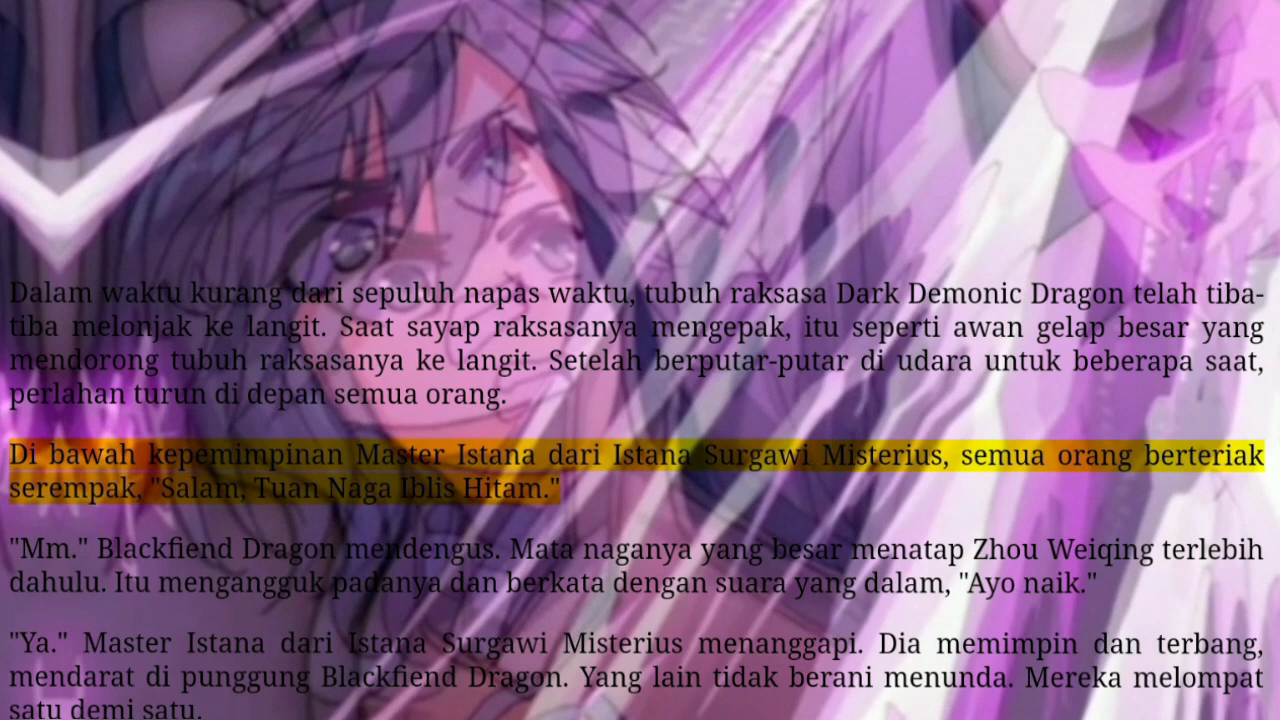 Dalam waktu kurang dari sepuluh napas waktu, tubuh raksasa Dark Demonic Dragon telah tiba-
tiba melonjak ke langit. Saat sayap raksasanya mengepak, itu seperti awan gelap besar yang
mendorong tubuh raksasanya ke langit. Setelah berputar-putar di udara untuk beberapa saat,
perlahan turun di depan semua orang.
Di bawah kepemimpinan Master Istana dari Istana Surgawi Misterius, semua orang berteriak
serempak, "Salam, Tuan Naga Iblis Hitam."
"Mm." Blackfiend Dragon mendengus. Mata naganya yang besar menatap Zhou Weiqing terlebih
dahulu. Itu mengangguk padanya dan berkata dengan suara yang dalam, "Ayo naik."
"Ya." Master Istana dari Istana Surgawi Misterius menanggapi. Dia memimpin dan terbang,
mendarat di punggung Blackfiend Dragon. Yang lain tidak berani menunda. Mereka melompat
satu demi satu.